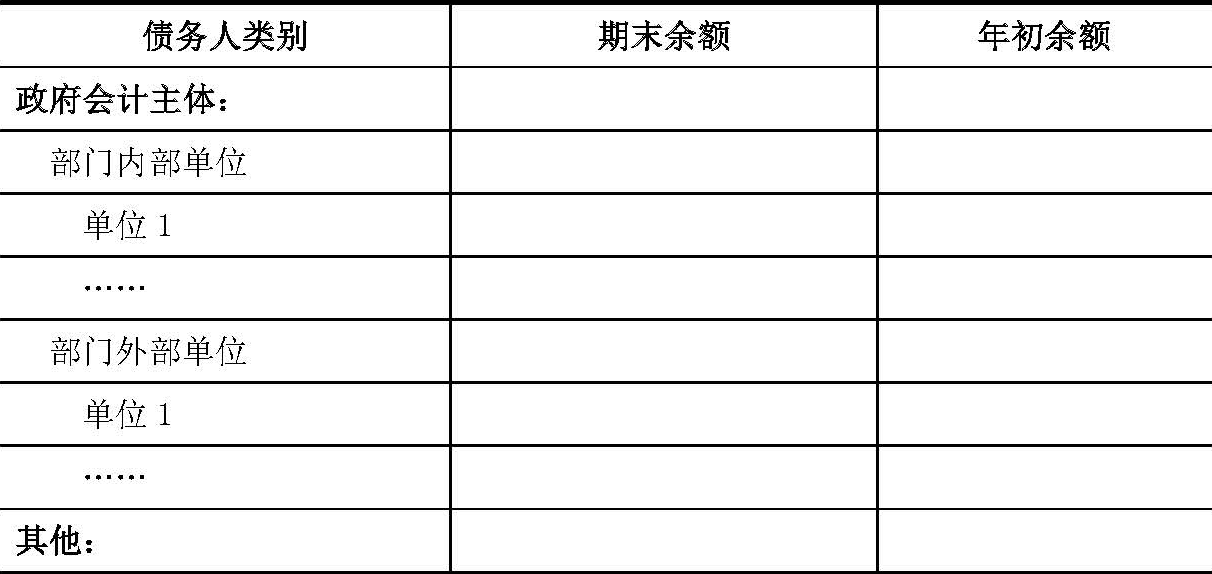 债务人类别 期末余额 年初余额
政府会计主体：
部门内部单位
单位 1
……
部门外部单位
单位 1
……
其他：